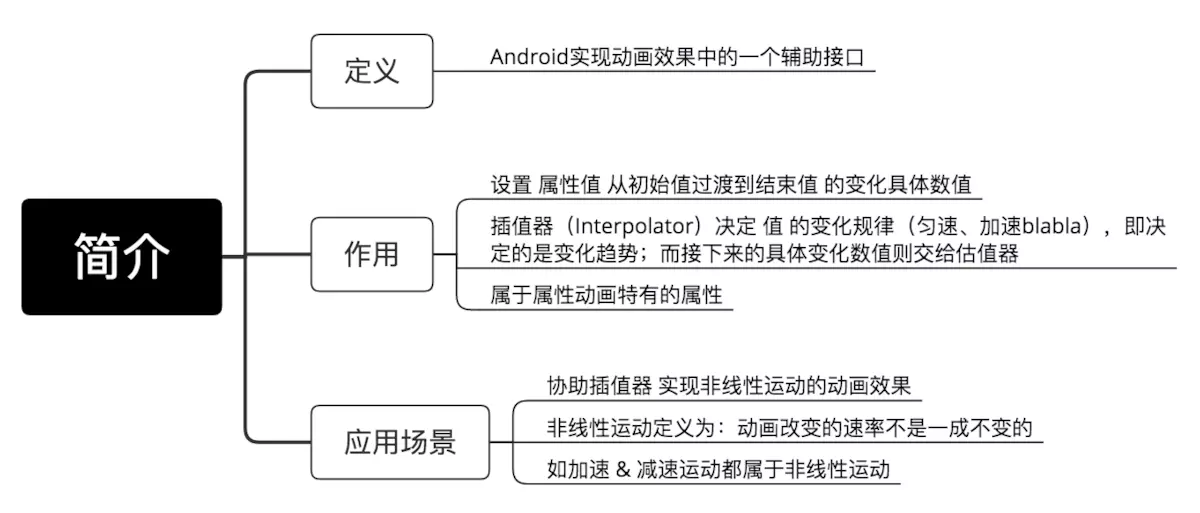 简介
定义
Android实现动画效果中的一个辅助接口
作用
设置 属性值 从初始值过渡到结束值 的变化具体数值
插值器（Interpolator）决定 值 的变化规律（匀速、加速blabla），即决
定的是变化趋势；而接下来的具体变化数值则交给估值器
属于属性动画特有的属性
应用场景
协助插值器 实现非线性运动的动画效果
非线性运动定义为：动画改变的速率不是一成不变的
如加速 & 减速运动都属于非线性运动